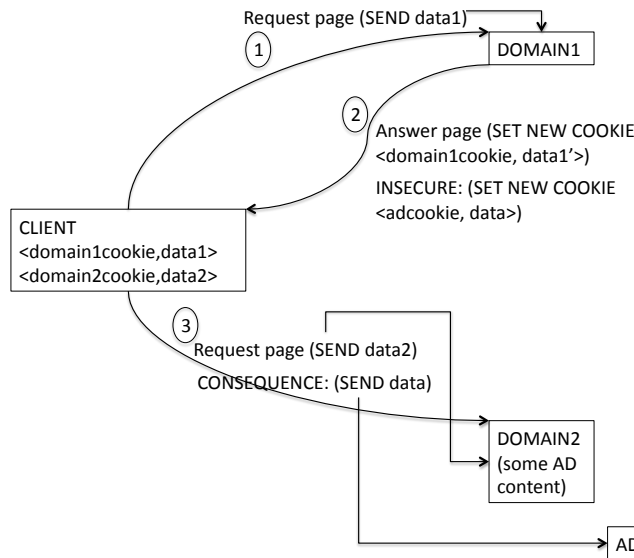 Request page (SEND data1)
DOMAIN1
1
2
Answer page (SET NEW COOKIE
<domain1cookie, data1'>)
INSECURE: (SET NEW COOKIE
<adcookie, data>)
CLIENT
<domain1cookie,data1>
<domain2cookie,data2>
3
Request page (SEND data2)
CONSEQUENCE: (SEND data)
DOMAIN2
(some AD
content)
AD